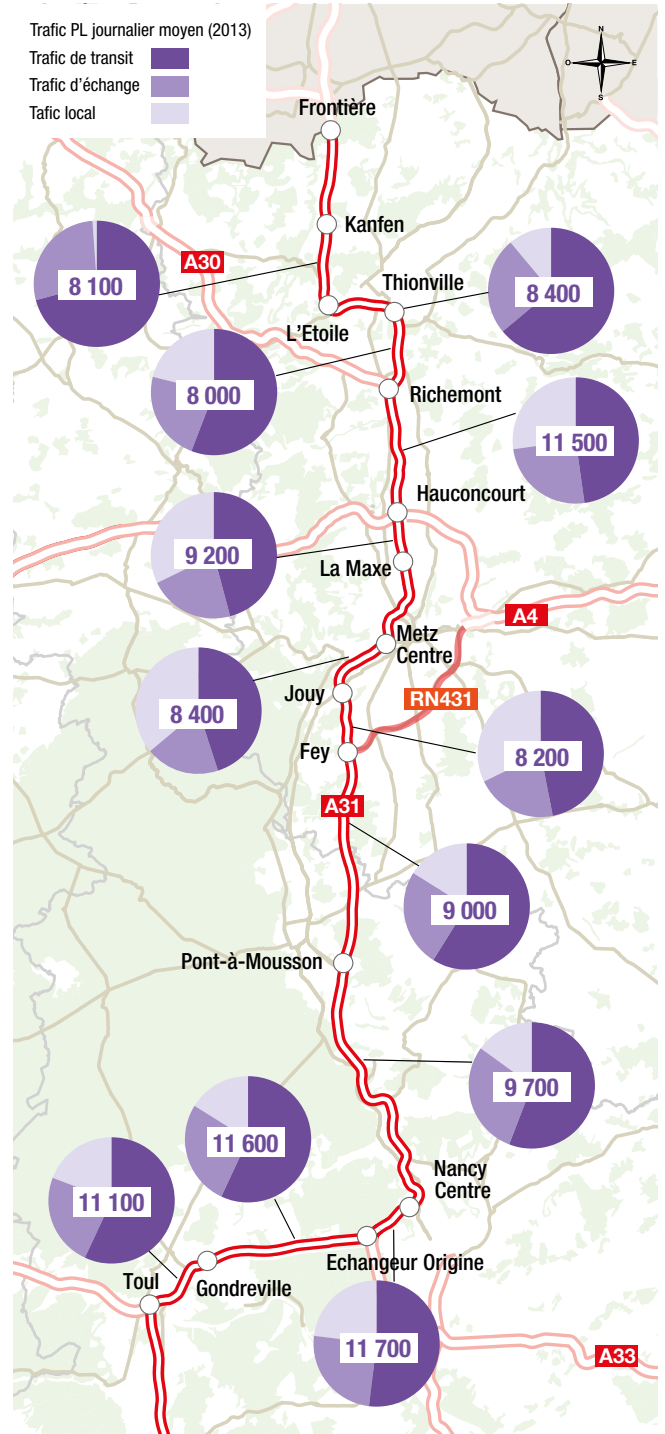 Trafic PL journalier moyen (2013)
Trafic de transit
Trafic d'échange
Tafic local
N
O
E
S
Frontière
Kanfen
A30
8 100
Thionville
8 400
L'Etoile
8 000
Richemont
11 500
Hauconcourt
9 200
La Maxe
A4
Metz
Centre
Jouy
RN431
8 400
Fey
8 200
A31
9 000
Pont-à-Mousson
9 700
11 600
Nancy
Centre
11 100
Echangeur Origine
Gondreville
Toul
11 700
A33